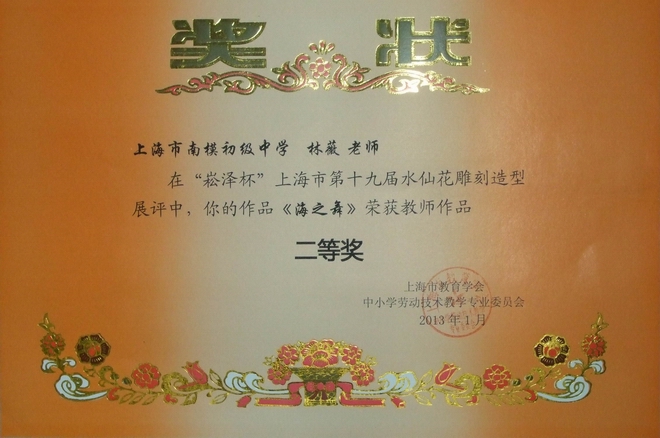 奖状
上海市南模初级中学 林薇 老师
在“崧泽杯”上海市第十九届水仙花雕刻造型
展评中，你的作品《海之舞》荣获教师作品
二等奖
上海市教育学会
中小学劳动技术教学专业委员会
2013年1月